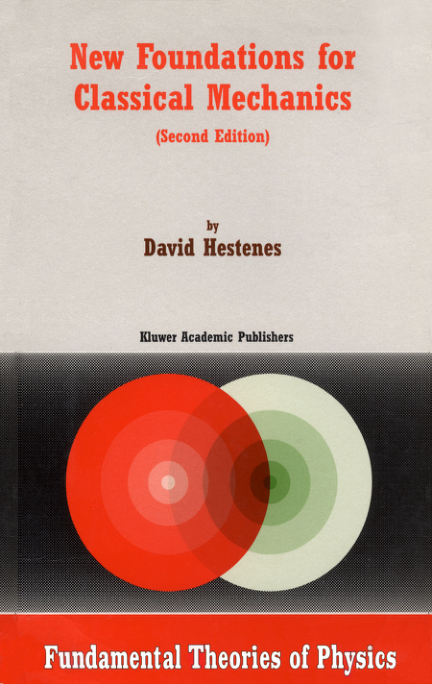 New Foundations for
Classical Mechanics
(Second Edition)
by
David Hestenes
Kluwer Academic Publishers
Fundamental Theories of Physics